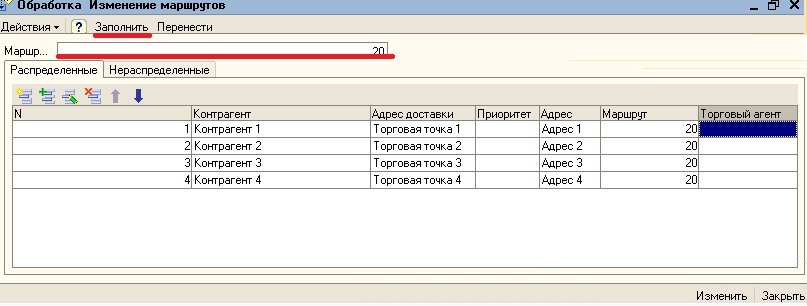 Обработка Изменение маршрутов
Действия ? Заполнить Перенести
Маршр... 20
Распределенные Нераспределенные
N Контрагент Адрес доставки Приоритет Адрес Маршрут Торговый агент
1 Контрагент 1 Торговая точка 1 Адрес 1 20
2 Контрагент 2 Торговая точка 2 Адрес 2 20
3 Контрагент 3 Торговая точка 3 Адрес 3 20
4 Контрагент 4 Торговая точка 4 Адрес 4 20
Изменить Закрыть